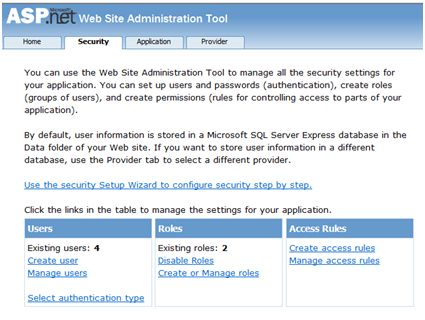 Microsoft
ASP.net Web Site Administration Tool
Home Security Application Provider
You can use the Web Site Administration Tool to manage all the security settings for
your application. You can set up users and passwords (authentication), create roles
(groups of users), and create permissions (rules for controlling access to parts of your
application).
By default, user information is stored in a Microsoft SQL Server Express database in the
Data folder of your Web site. If you want to store user information in a different
database, use the Provider tab to select a different provider.
Use the security Setup Wizard to configure security step by step.
Click the links in the table to manage the settings for your application.
Users
Existing users: 4
Create user
Manage users
Select authentication type
Roles
Existing roles: 2
Disable Roles
Create or Manage roles
Access Rules
Create access rules
Manage access rules